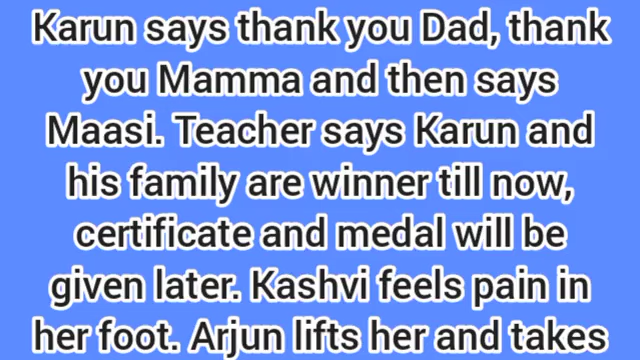 Karun says thank you Dad, thank
you Mamma and then says
Maasi. Teacher says Karun and
his family are winner till now,
certificate and medal will be
given later. Kashvi feels pain in
her foot. Arjun lifts her and takes